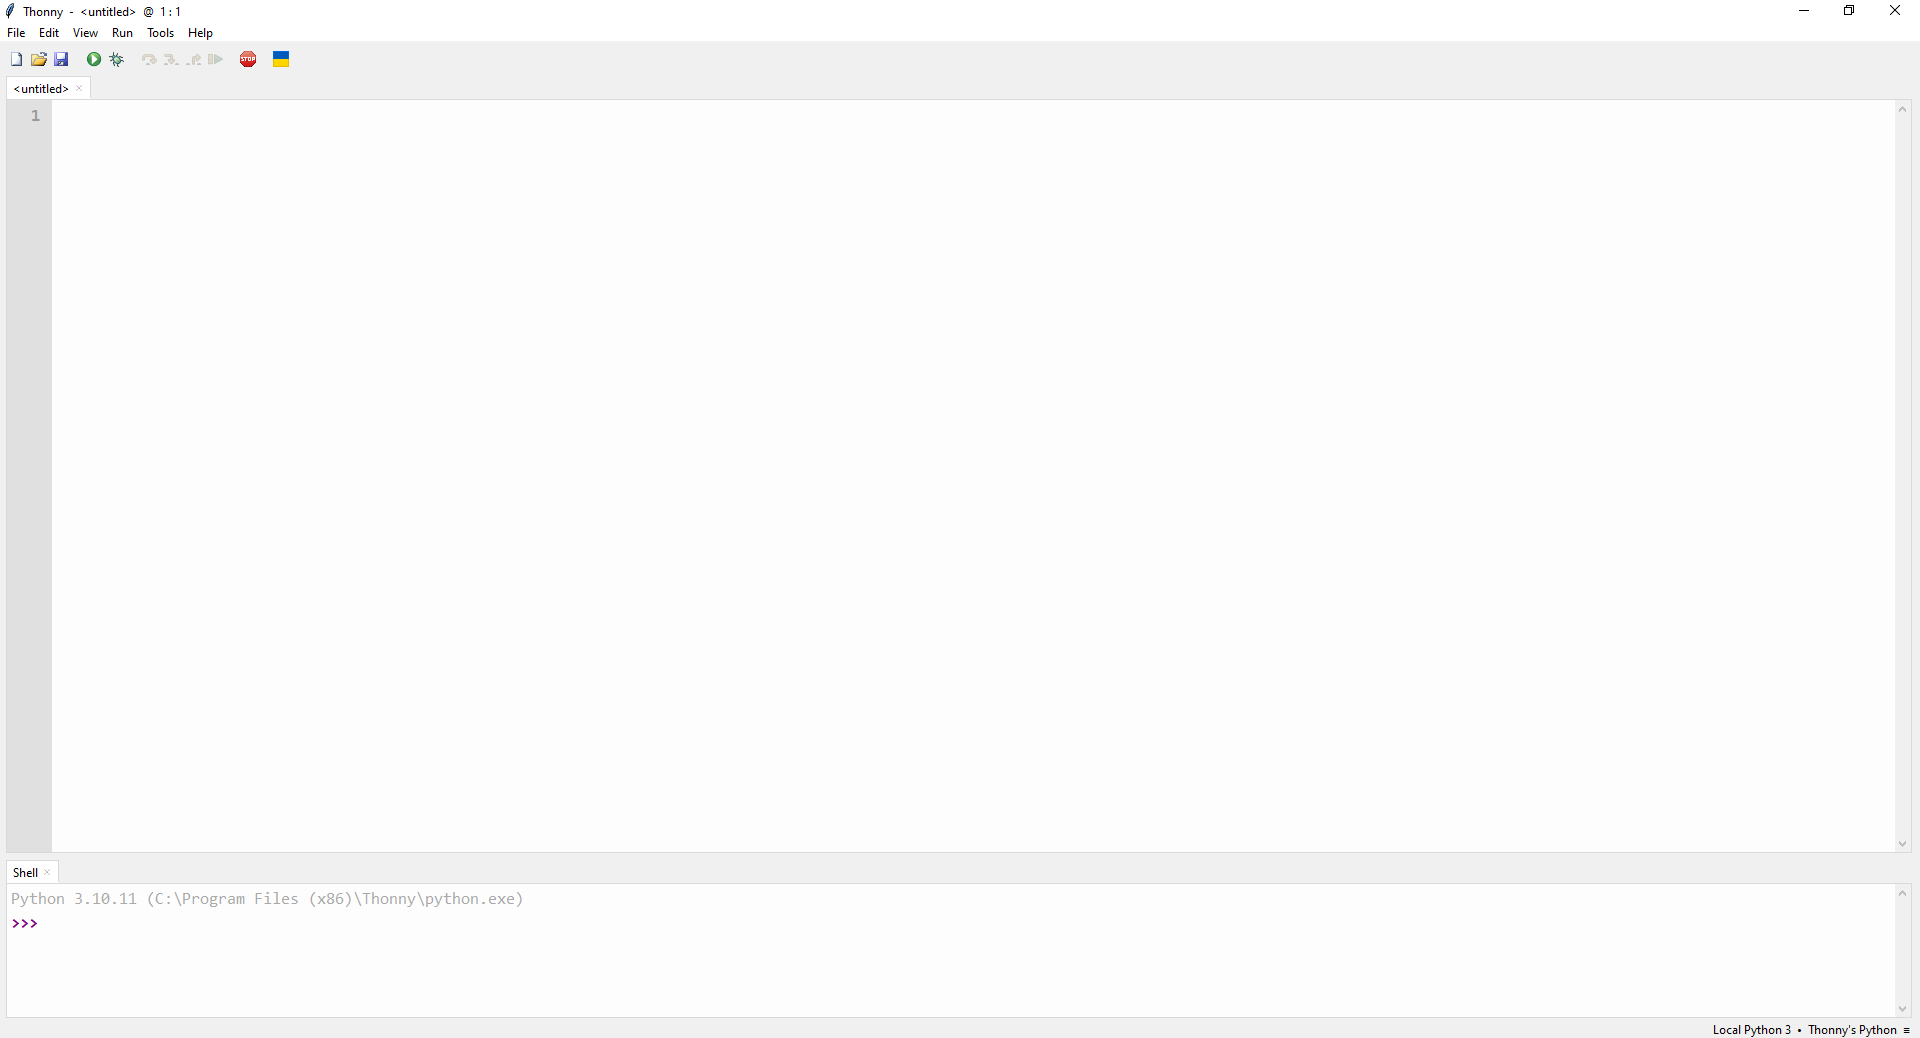 Thonny - <untitled> @ 1:1
File Edit View Run Tools Help
STOP
<untitled> ×
1
Shell ×
Python 3.10.11 (C:\Program Files (x86)\Thonny\python.exe)
>>>
Local Python 3 • Thonny's Python ≡